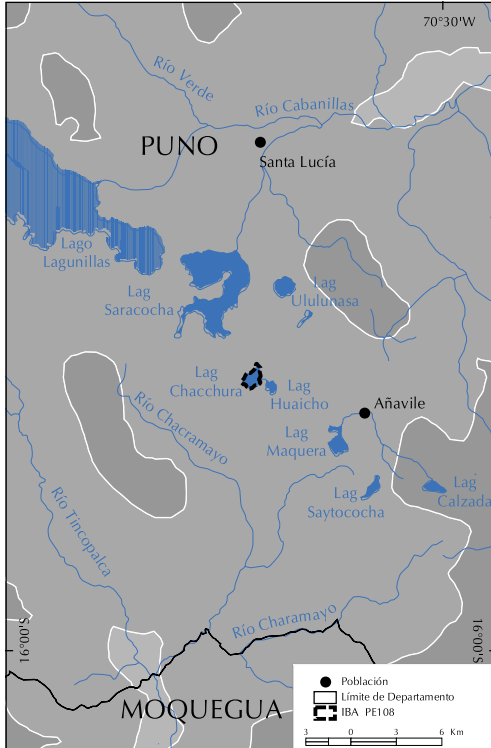 70°30'W
Río Verde
Río Cabanillas
PUNO
Santa Lucía
Lago
Lagunillas
Lag
Saracocha
Lag
Ululunasa
Lag
Chacchura
Lag
Huaicho
Añavile
Río Chacramayo
Lag
Maquera
Lag
Saytococha
Lag
Calzada
Río Tincopalca
Río Charamayo
16°00'S
16°00'S
MOQUEGUA
Población
Límite de Departamento
IBA PE108
3 0 3 6 Km